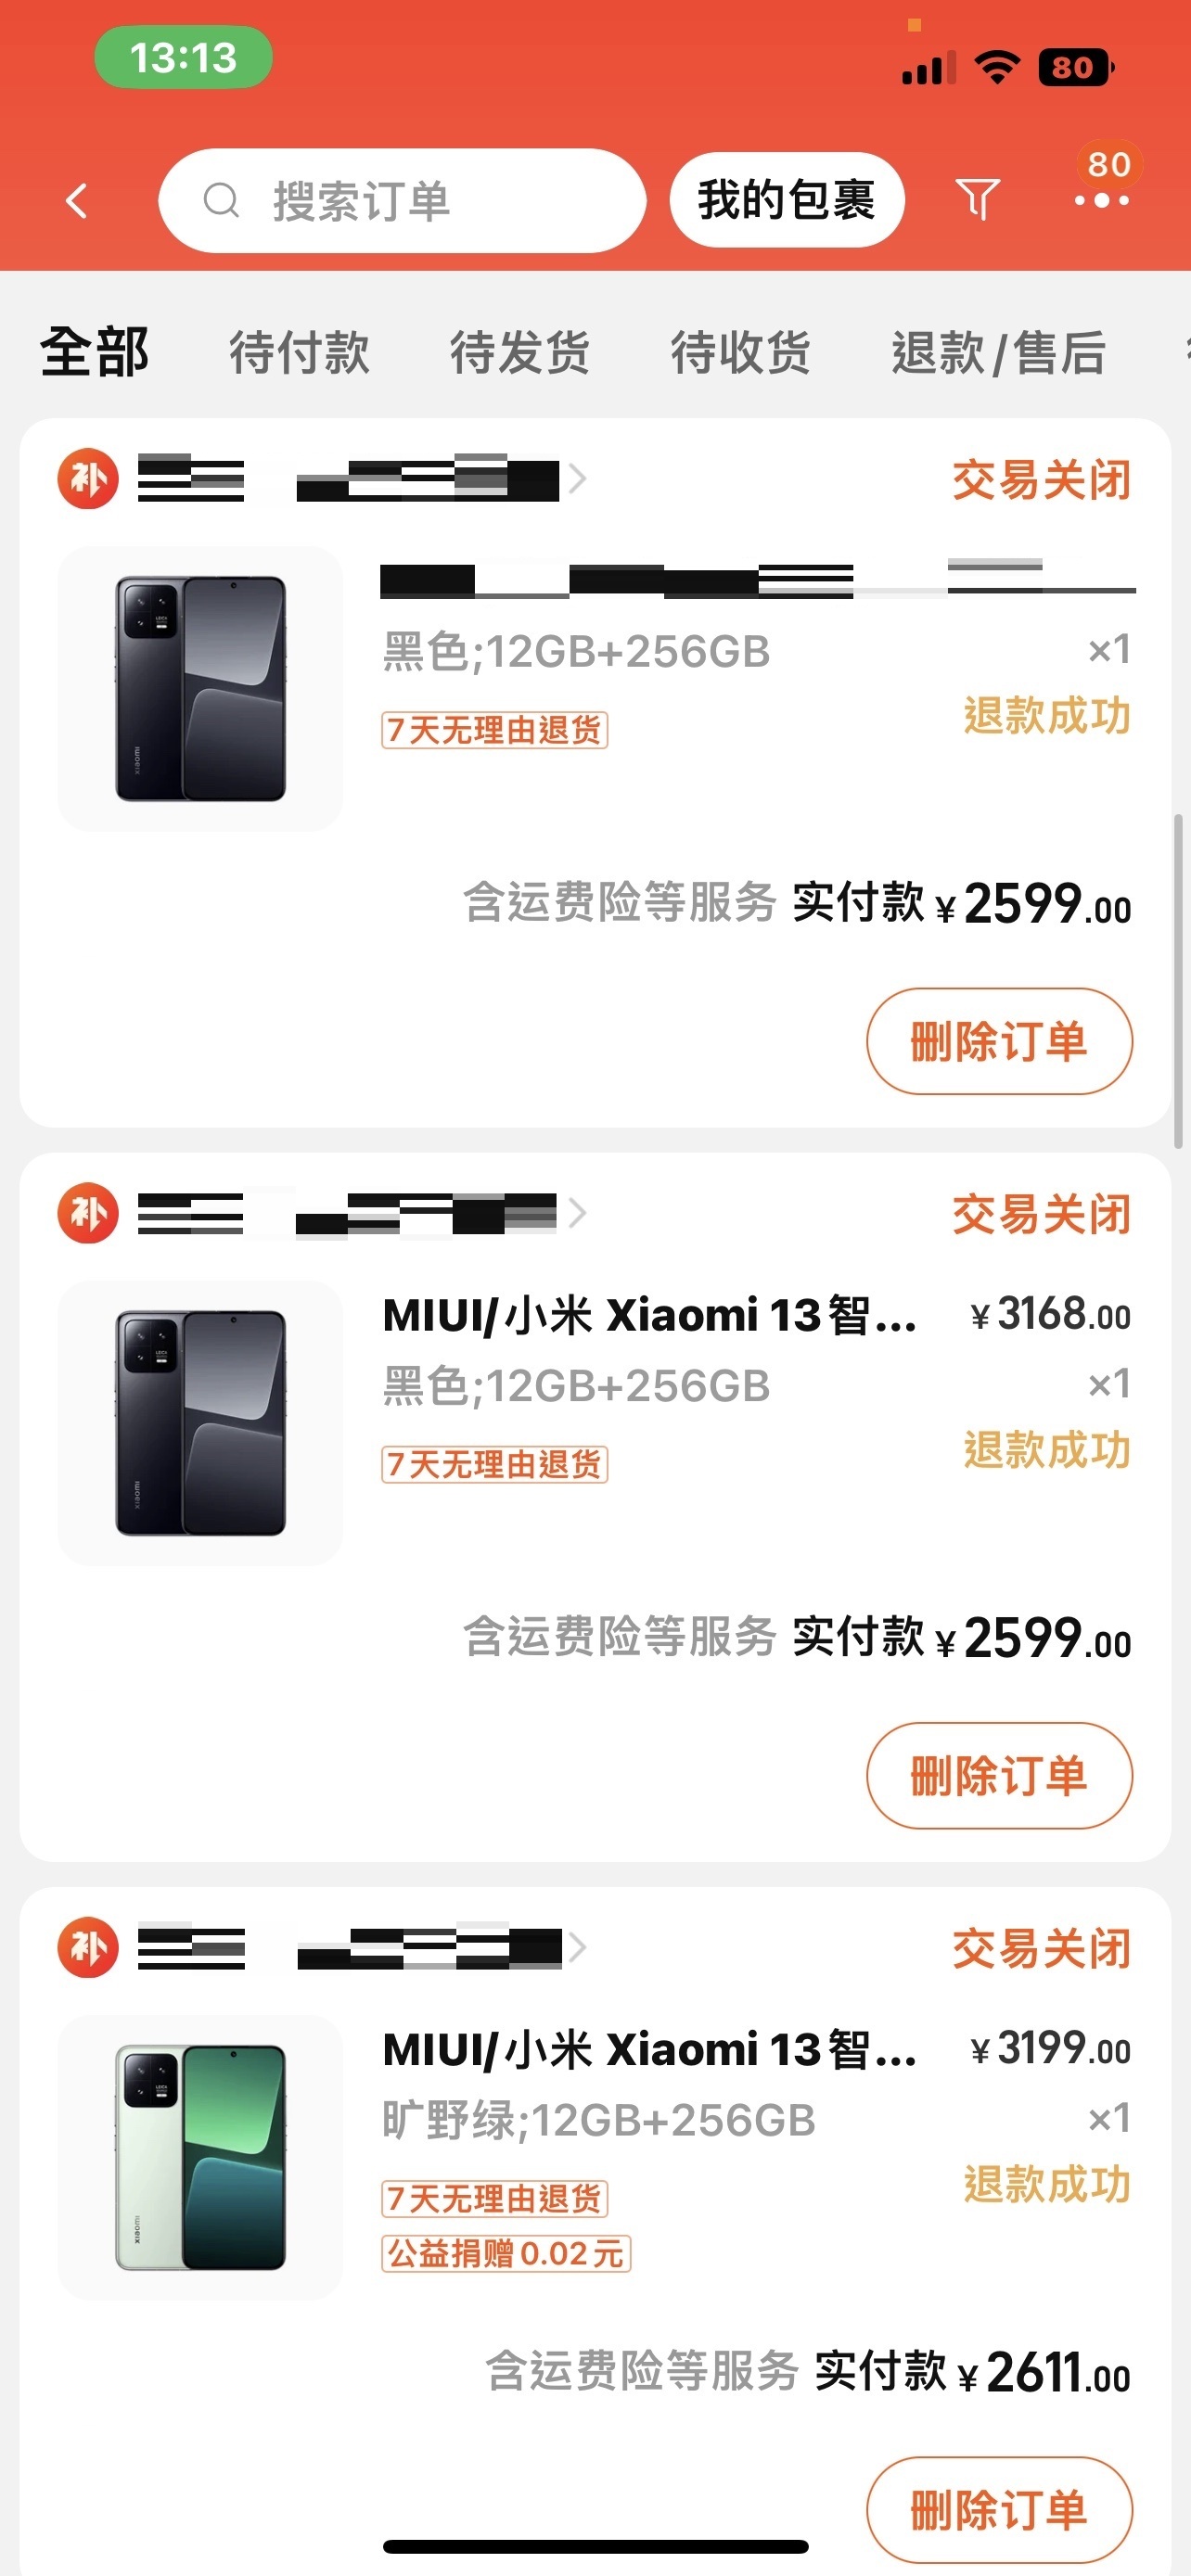 13:13
80
搜索订单
我的包裹
80
全部 待付款 待发货 待收货 退款/售后
补
交易关闭
黑色;12GB+256GB ×1
7天无理由退货
退款成功
含运费险等服务 实付款 ¥2599.00
删除订单
补
交易关闭
MIUI/小米 Xiaomi 13智... ¥3168.00
黑色;12GB+256GB ×1
7天无理由退货
退款成功
含运费险等服务 实付款 ¥2599.00
删除订单
补
交易关闭
MIUI/小米 Xiaomi 13智... ¥3199.00
旷野绿;12GB+256GB ×1
退款成功
7天无理由退货
公益捐赠0.02元
含运费险等服务 实付款 ¥2611.00
删除订单